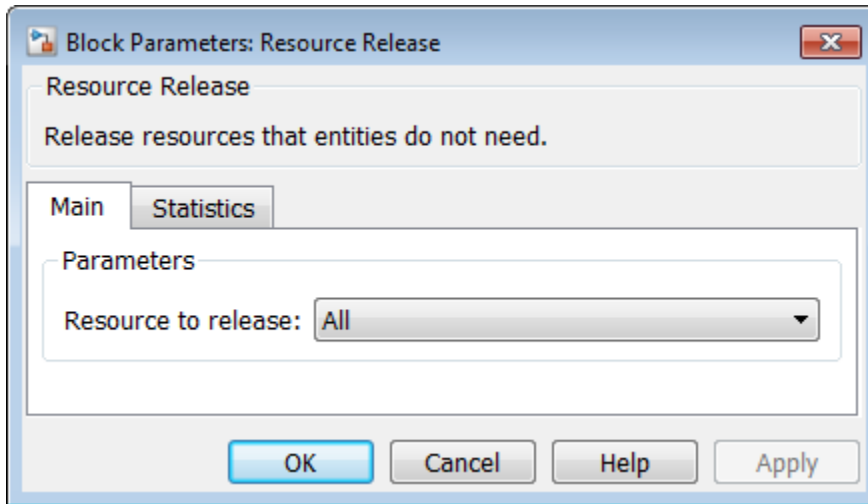 Block Parameters: Resource Release
Resource Release
Release resources that entities do not need.
Main Statistics
Parameters
Resource to release: All
OK Cancel Help Apply